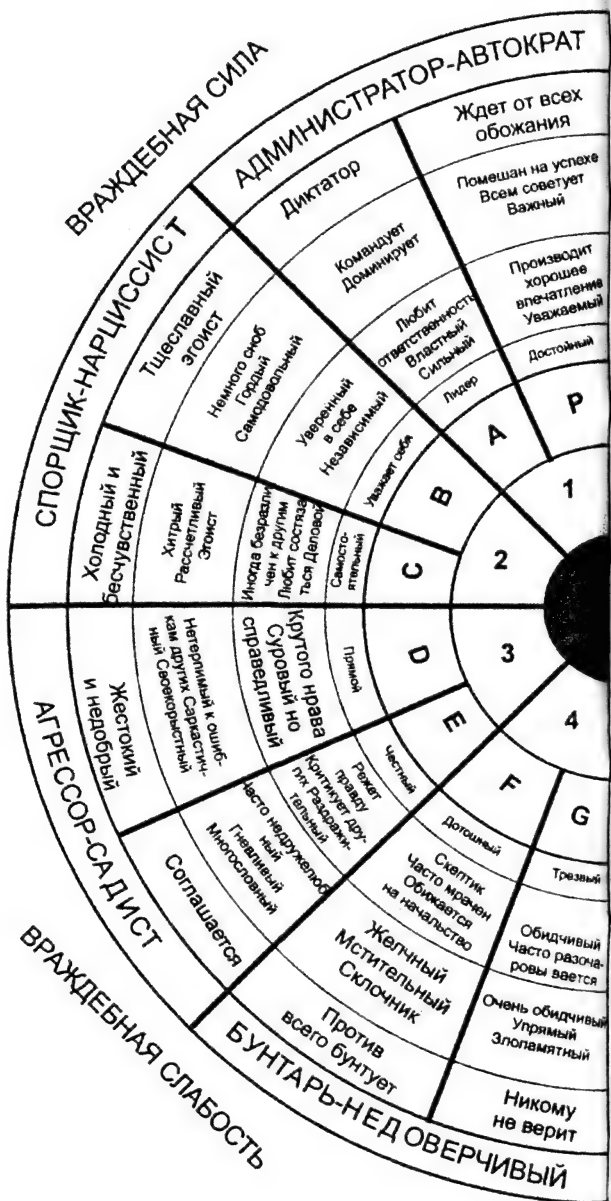 ВРАЖДЕБНАЯ СИЛА
АДМИНИСТРАТОР-АВТОКРАТ
Ждет от всех
обожания
Помешан на успехе
Всем советует
Важный
Производит
хорошее
впечатление
Уважаемый
Достойный
P
1
Диктатор
Командует
Доминирует
Любит
ответственность
Властный
Сильный
Лидер
A
СПОРЩИК-НАРЦИССИСТ
Тщеславный
эгоист
Немного сноб
Гордый
Самодовольный
Уверенный
в себе
Независимый
Уважает себя
B
2
Холодный и
бесчувственный
Хитрый
Рассчетливый
Эгоист
Иногда безразли
чен к другим
Любит состяза
ться Деловой
Самосто-
ятельный
C
АГРЕССОР-САДИСТ
Жестокий
и недобрый
Нетерпимый к ошиб-
кам других Саркастич-
ный Своекорыстный
Крутого нрава
Суровый но
справедливый
Прямой
D
3
Соглашается
Часто недружелюб
ный
Гневливый
Многословный
Режет
правду
Критикует дру-
гих Раздражи-
тельный
Честный
E
ВРАЖДЕБНАЯ СЛАБОСТЬ
БУНТАРЬ-НЕДОВЕРЧИВЫЙ
Против
всего бунтует
Желчный
Мстительный
Склочник
Скептик
Часто мрачен
Обижается
на начальство
Дотошный
F
4
G
Трезвый
Обидчивый
Часто разоча-
ровы вается
Очень обидчивый
Упрямый
Злопамятный
Никому
не верит